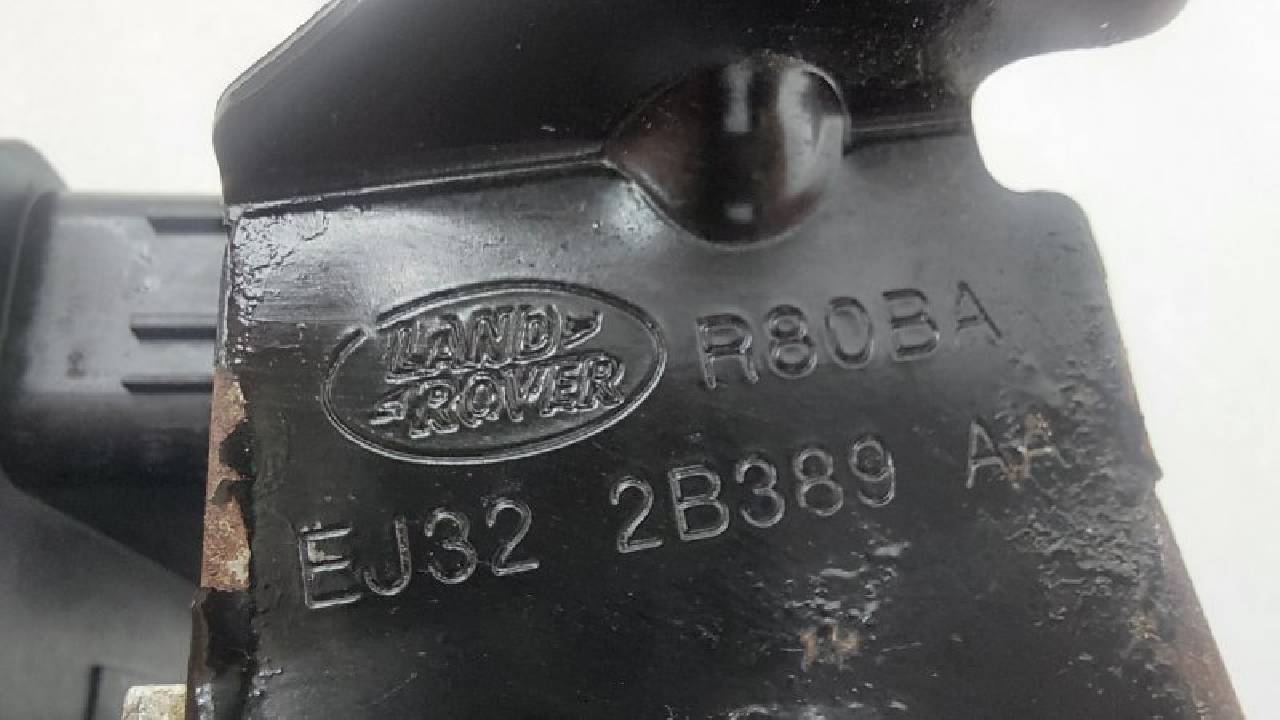 LAND
ROVER
R80BA
EJ32 2B389 AA